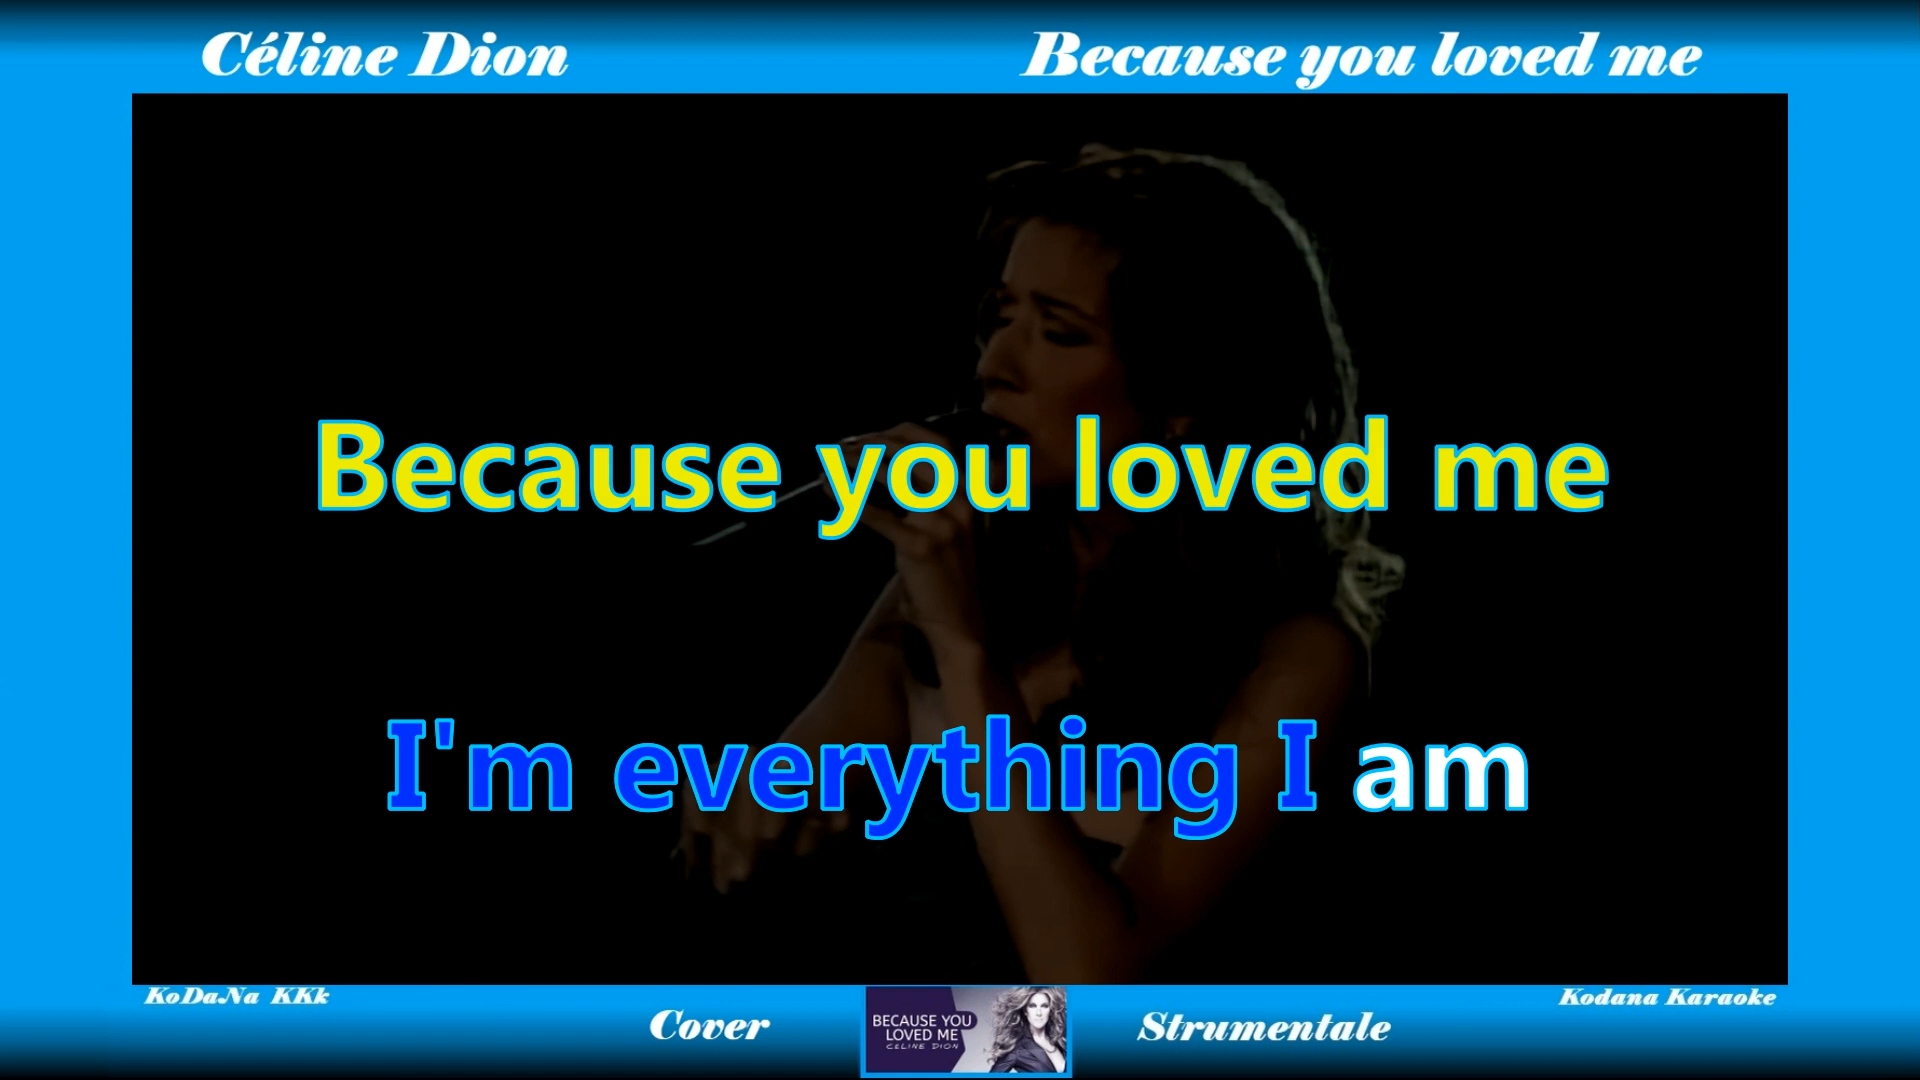 Céline Dion
Because you loved me
Because you loved me
I'm everything I am
KoDaNa KKk
Kodana Karaoke
Cover
Strumentale
BECAUSE YOU
LOVED ME
CELINE DION